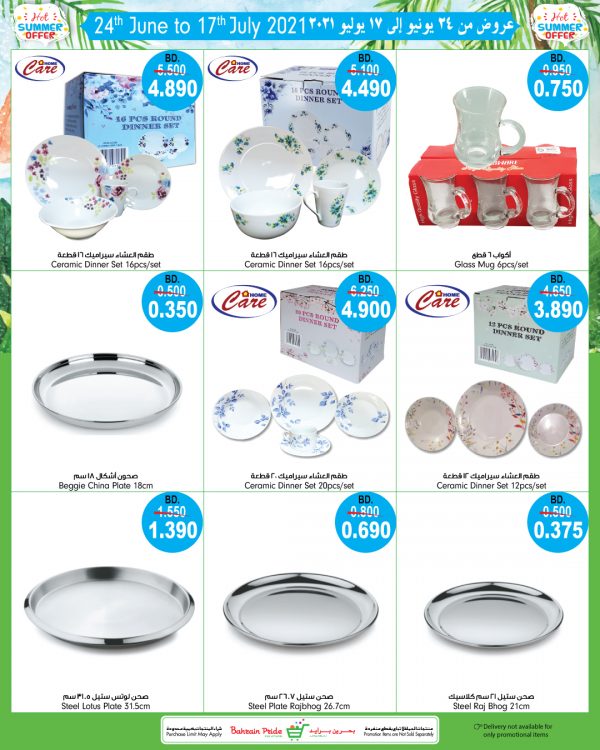 Hot
SUMMER
OFFER
24th June to 17th July 2021 عروض من ٢٤ يونيو إلى ١٧ يوليو ٢٠٢١
Hot
SUMMER
OFFER
HOME
Care
16 PCS ROUND
DINNER SET
BD.
5.500
4.890
طقم العشاء سيراميك ١٦ قطعة
Ceramic Dinner Set 16pcs/set
HOME
Care
16 PCS ROUND
DINNER SET
BD.
5.100
4.490
طقم العشاء سيراميك ١٦ قطعة
Ceramic Dinner Set 16pcs/set
BD.
0.950
0.750
High Quality Glass
أكواب ٦ قطع
Glass Mug 6pcs/set
BD.
0.500
0.350
صحون أشكال ١٨ سم
Beggie China Plate 18cm
HOME
Care
20 PCS ROUND
DINNER SET
BD.
6.250
4.900
طقم العشاء سيراميك ٢٠ قطعة
Ceramic Dinner Set 20pcs/set
HOME
Care
12 PCS ROUND
DINNER SET
BD.
4.650
3.890
طقم العشاء سيراميك ١٢ قطعة
Ceramic Dinner Set 12pcs/set
BD.
1.550
1.390
صحن لوتس ستيل ٣١.٥ سم
Steel Lotus Plate 31.5cm
BD.
0.800
0.690
صحن ستيل ٢٦.٧ سم
Steel Plate Rajbhog 26.7cm
BD.
0.500
0.375
صحن ستيل ٢١ سم كلاسيك
Steel Raj Bhog 21cm
Purchase Limit May Apply
Bahrain Pride بحرين برايد
Promotion Items are Not Sold Separately
Delivery not available for
only promotional items